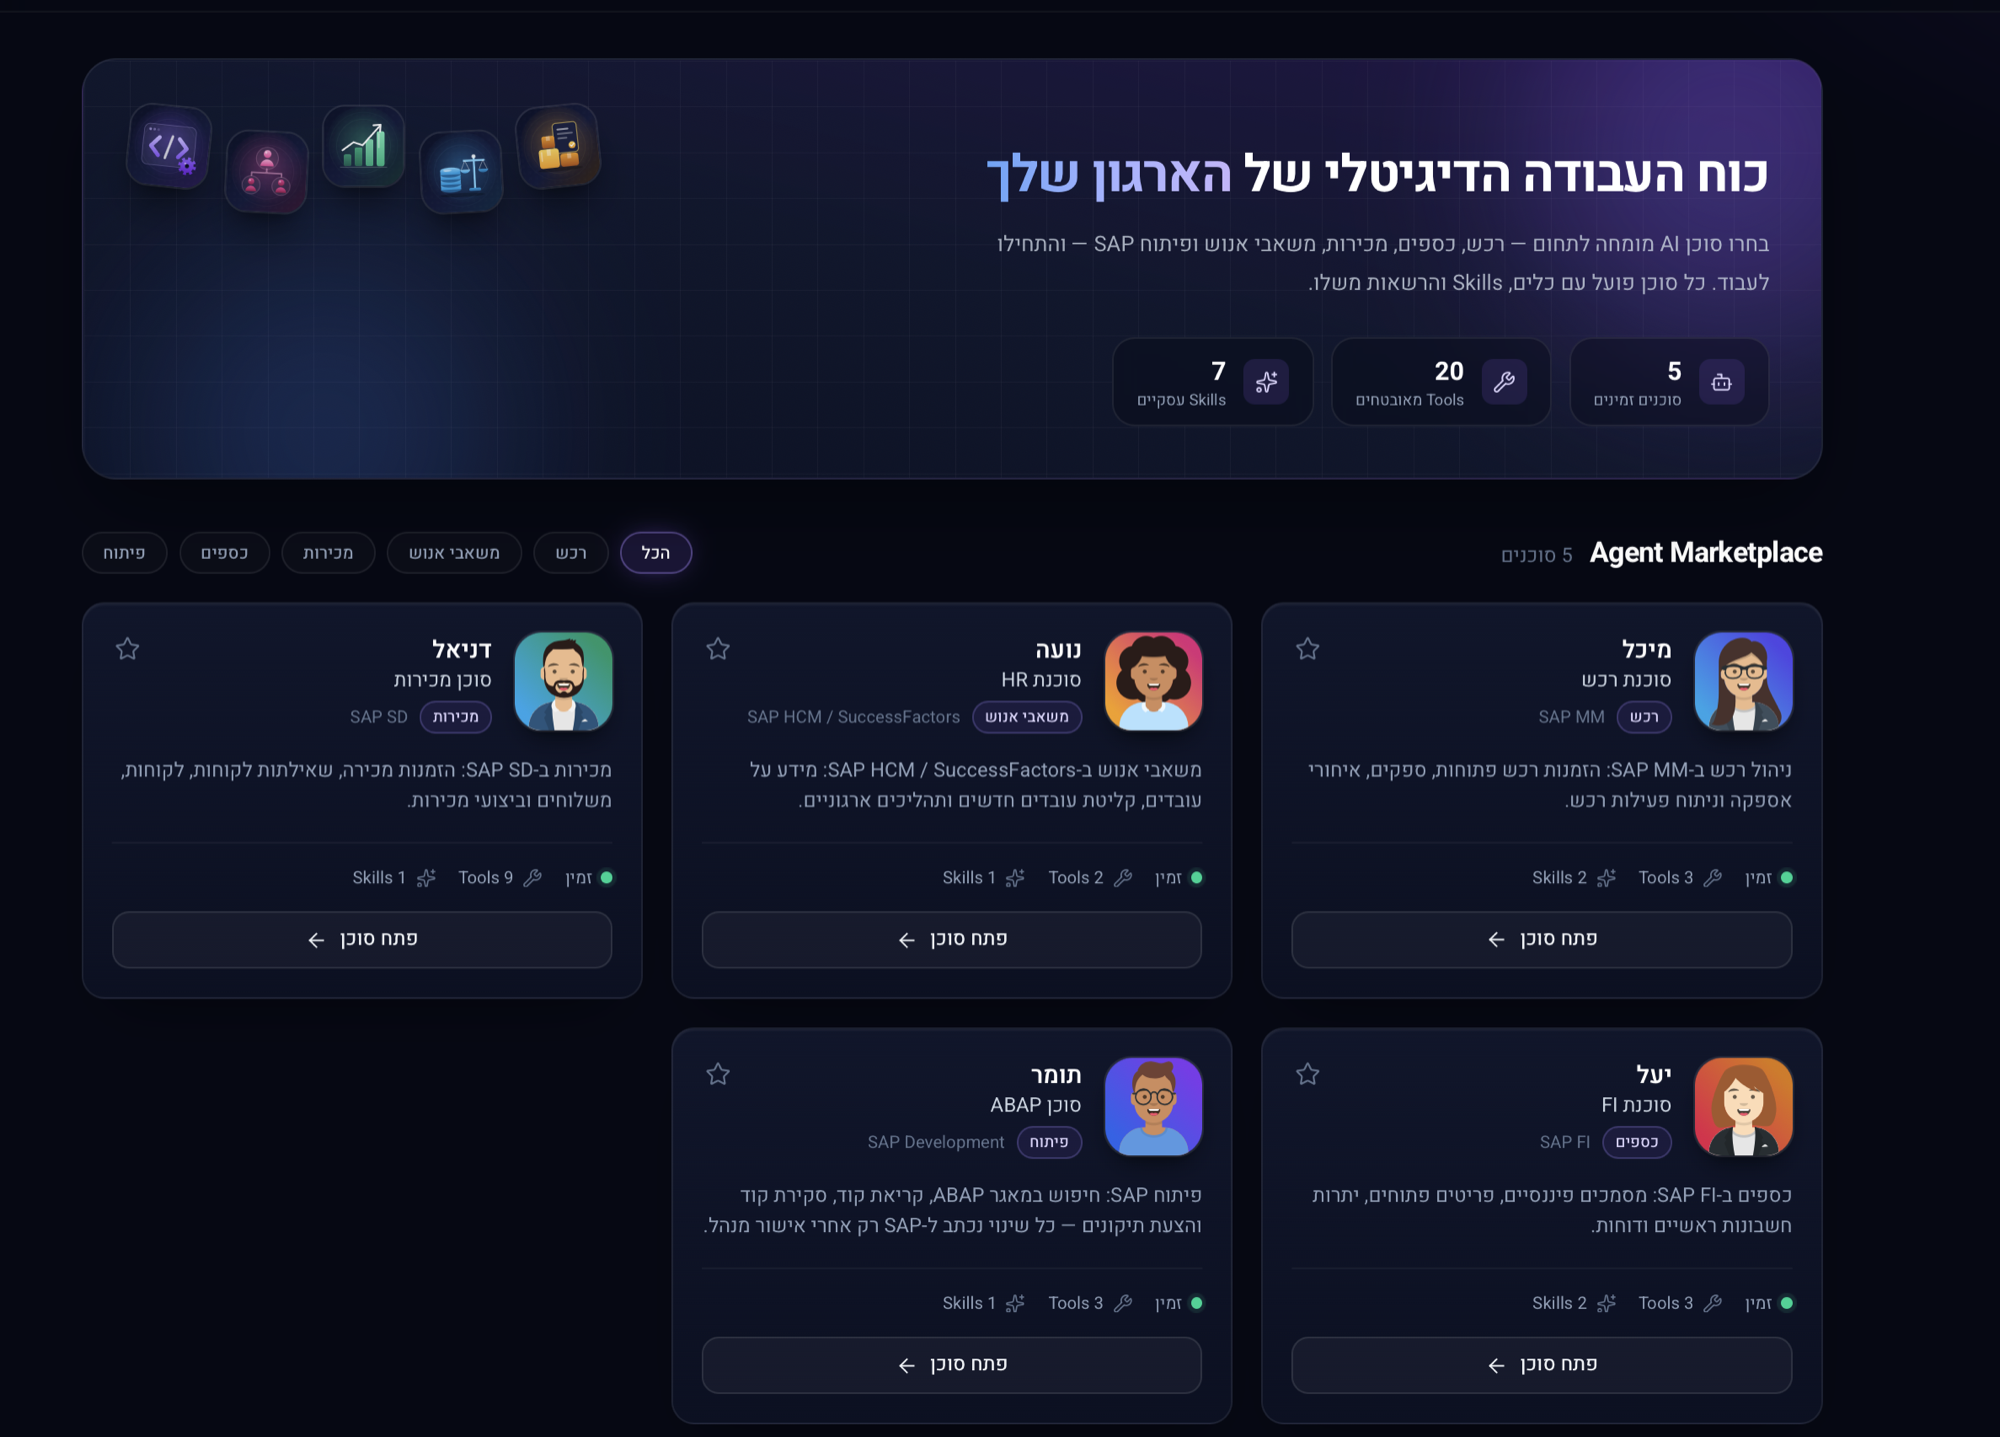 כוח העבודה הדיגיטלי של הארגון שלך
בחרו סוכן AI מומחה לתחום — רכש, כספים, מכירות, משאבי אנוש ופיתוח SAP — והתחילו
לעבוד. כל סוכן פועל עם כלים, Skills והרשאות משלו.
5
סוכנים זמינים
20
Tools מאובטחים
7
Skills עסקיים
Agent Marketplace 5 סוכנים
הכל
רכש
משאבי אנוש
מכירות
כספים
פיתוח
מיכל
סוכנת רכש
רכש SAP MM
ניהול רכש ב-SAP MM: הזמנות רכש פתוחות, ספקים, איחורי
אספקה וניתוח פעילות רכש.
זמין Tools 3 Skills 2
פתח סוכן ←
נועה
סוכנת HR
משאבי אנוש SAP HCM / SuccessFactors
משאבי אנוש ב-SAP HCM / SuccessFactors: מידע על
עובדים, קליטת עובדים חדשים ותהליכים ארגוניים.
זמין Tools 2 Skills 1
פתח סוכן ←
דניאל
סוכן מכירות
מכירות SAP SD
מכירות ב-SAP SD: הזמנות מכירה, שאילתות לקוחות, לקוחות,
משלוחים וביצועי מכירות.
זמין Tools 9 Skills 1
פתח סוכן ←
יעל
סוכנת FI
כספים SAP FI
כספים ב-SAP FI: מסמכים פיננסיים, פריטים פתוחים, יתרות
חשבונות ראשיים ודוחות.
זמין Tools 3 Skills 2
פתח סוכן ←
תומר
סוכן ABAP
פיתוח SAP Development
פיתוח SAP: חיפוש במאגר ABAP, קריאת קוד, סקירת קוד
והצעת תיקונים — כל שינוי נכתב ל-SAP רק אחרי אישור מנהל.
זמין Tools 3 Skills 1
פתח סוכן ←